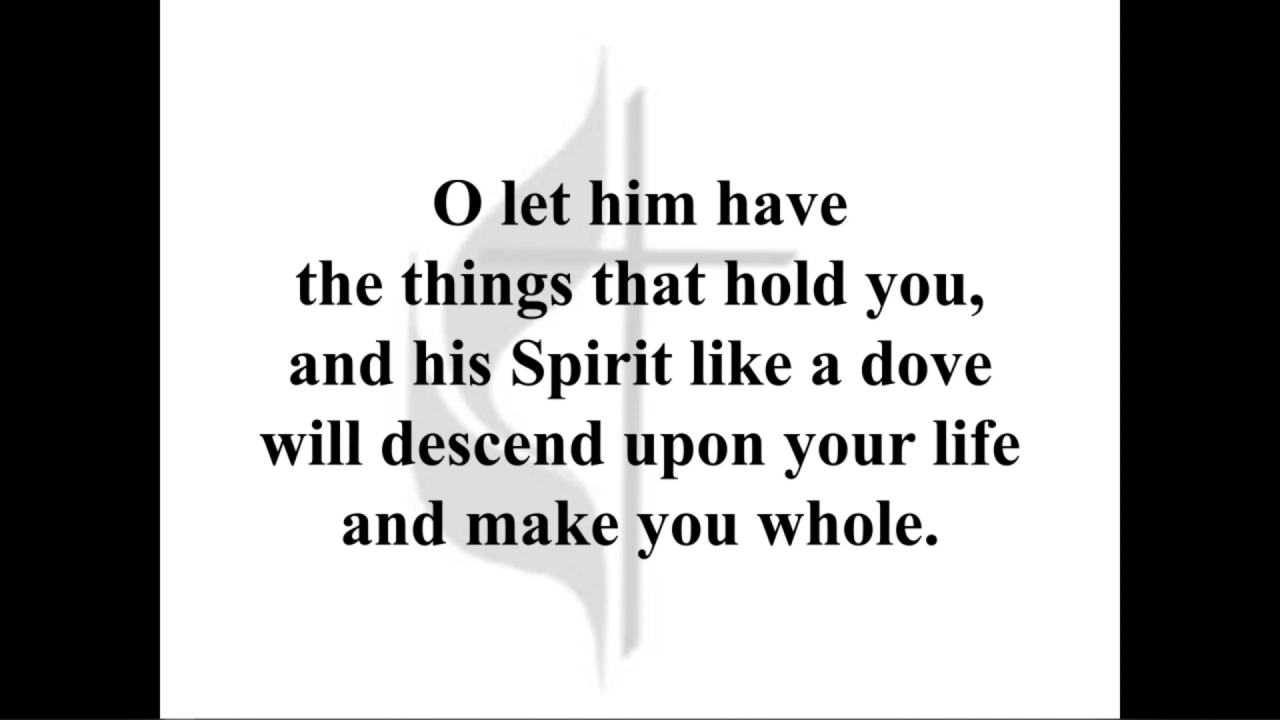 O let him have
the things that hold you,
and his Spirit like a dove
will descend upon your life
and make you whole.